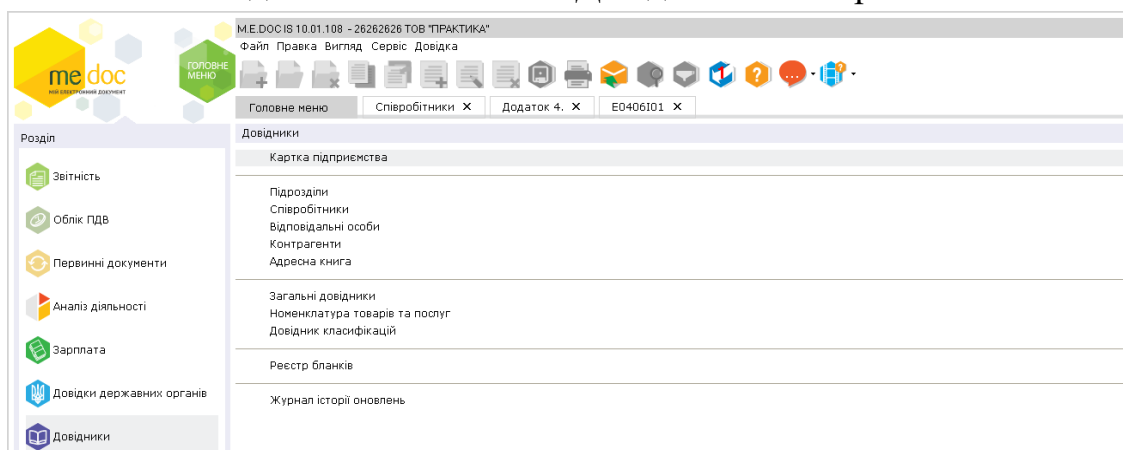 M.E.DOC IS 10.01.108 - 26262626 ТОВ "ПРАКТИКА"
Файл Правка Вигляд Сервіс Довідка
me doc
МІЙ ЕЛЕКТРОННИЙ ДОКУМЕНТ
ГОЛОВНЕ
МЕНЮ
Головне меню Співробітники X Додаток 4. X E0406I01 X
Розділ
Звітність
Облік ПДВ
Первинні документи
Аналіз діяльності
Зарплата
Довідки державних органів
Довідники
Довідники
Картка підприємства
Підрозділи
Співробітники
Відповідальні особи
Контрагенти
Адресна книга
Загальні довідники
Номенклатура товарів та послуг
Довідник класифікацій
Реєстр бланків
Журнал історії оновлень